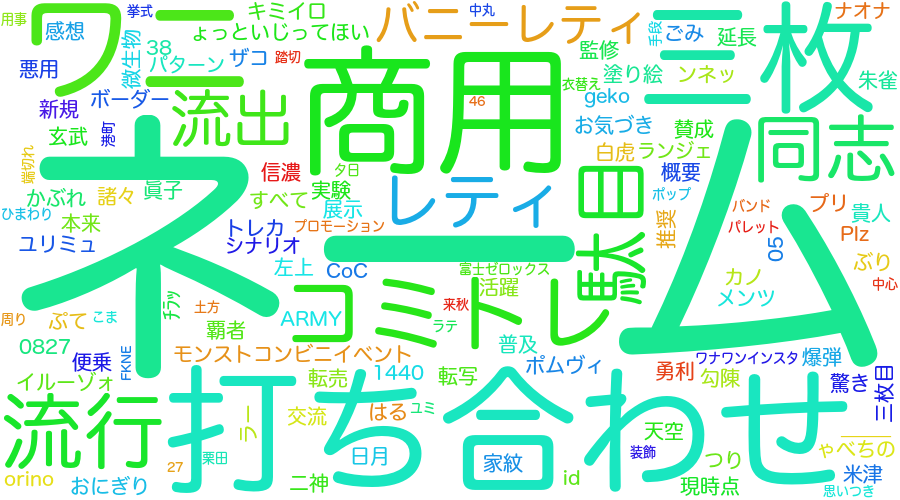 用事
挙式
中丸
キミイロ
バニーレティ
三枚
ナオナ
感想
ワー
ょっといじってほい
手段
ごみ
延長
微生物
38
ザコ
踏切
商用
監修
悪用
パターン
衣替え
塗り絵
ンネッ
朱雀
新規
ボーダー
流出
46
geko
同志
玄武
お気づき
賛成
端切れ
信濃
夕日
白虎
ランジェ
かぶれ
諸々
眞子
すべて
実験
レティ
駄目
概要
ポップ
プリ
ひまわり
本来
トレカ
展示
プロモーション
推奨
バンド
貴人
ユリミュ
シナリオ
パレット
Plz
ネーム
左上
CoC
富士ゼロックス
活躍
05
カノ
ぶり
メンツ
中心
ﾁﾗｯ
土方
コミトレ
来秋
周り
ぷて
こま
覇者
ARMY
ラテ
0827
FKNE
便乗
モンストコンビニイベント
普及
ポムヴィ
ワナワンインスタ
爆弾
イルーゾォ
転売
1440
転写
勇利
勾陳
驚き
三枚目
流行
打ち合わせ
ラー
交流
はる
ユミ
天空
日月
家紋
装飾
つり
ゃべちの
orino
おにぎり
27
栗田
二神
id
現時点
米津
思いつき